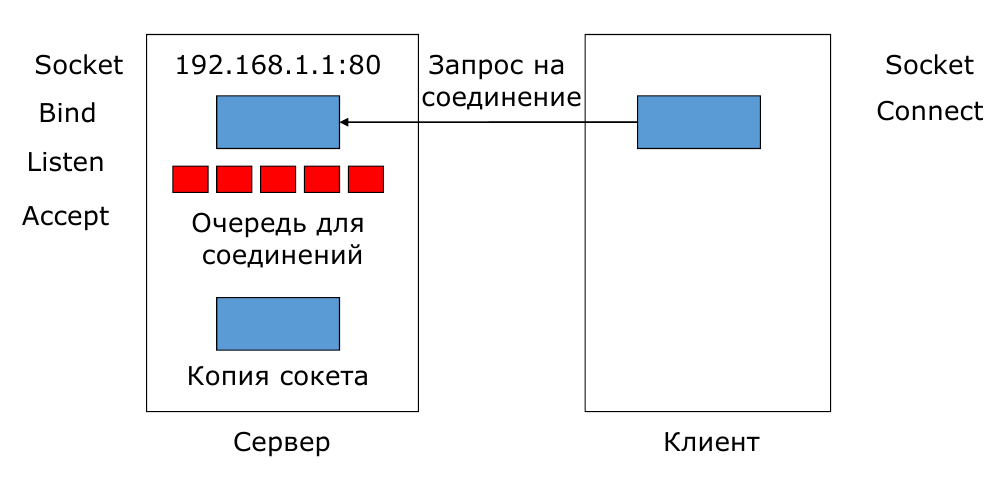 Socket
Bind
Listen
Accept
192.168.1.1:80
Очередь для
соединений
Копия сокета
Сервер
Запрос на
соединение
Клиент
Socket
Connect